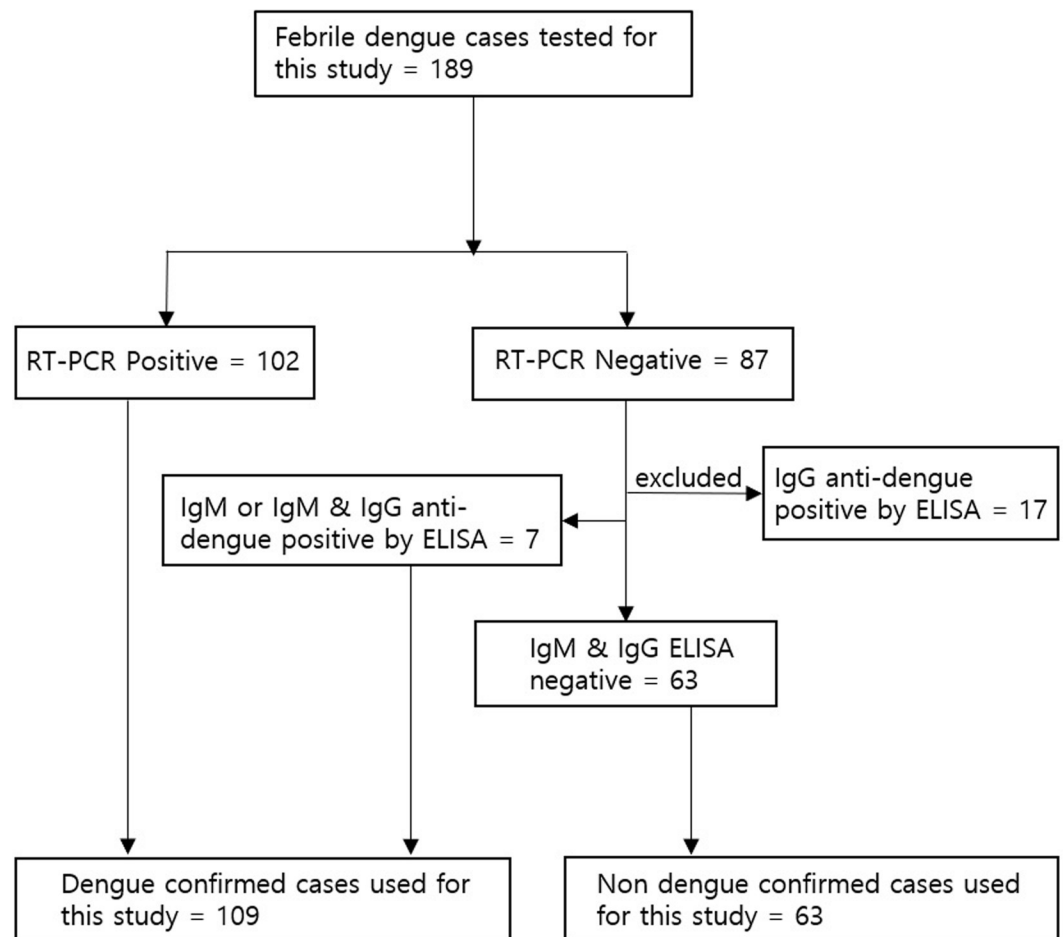 Febrile dengue cases tested for
this study = 189
RT-PCR Positive = 102
RT-PCR Negative = 87
excluded
IgG anti-dengue
positive by ELISA = 17
IgM or IgM & IgG anti-
dengue positive by ELISA = 7
IgM & IgG ELISA
negative = 63
Dengue confirmed cases used for
this study = 109
Non dengue confirmed cases used
for this study = 63